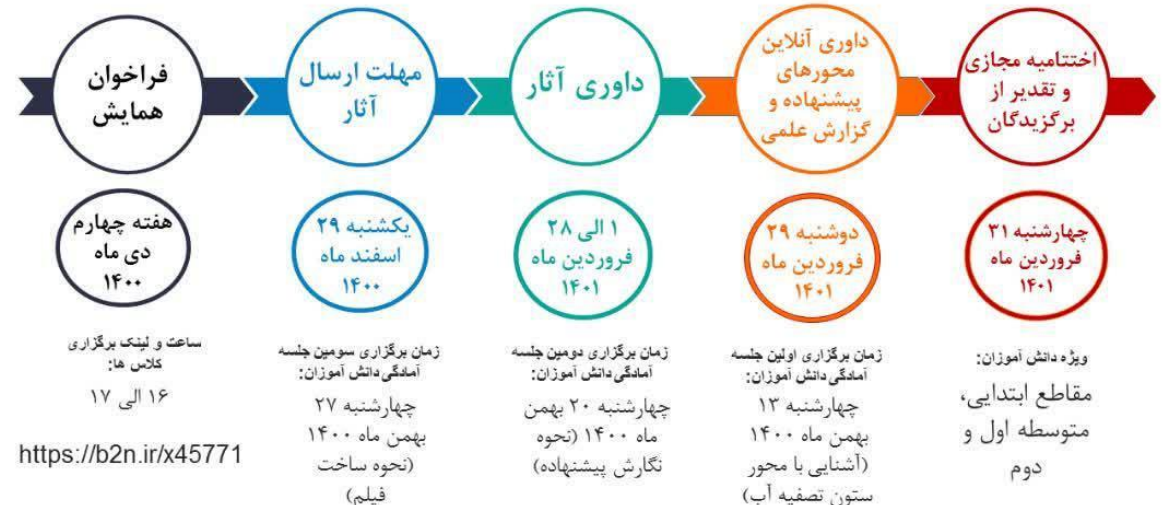 فراخوان
همایش
مهلت ارسال
آثار
داوری آثار
داوری آنلاین
محورهای
پیشنهاده و
گزارش علمی
اختتامیه مجازی
و تقدیر از
برگزیدگان
هفته چهارم
دی ماه
۱۴۰۰
یکشنبه ۲۹
اسفند ماه
۱۴۰۰
۱ الی ۲۸
فروردین ماه
۱۴۰۱
دوشنبه ۲۹
فروردین ماه
۱۴۰۱
چهارشنبه ۳۱
فروردین ماه
۱۴۰۱
ویژه دانش آموزان:
مقاطع ابتدایی،
متوسطه اول و
دوم
زمان برگزاری اولین جلسه
آمادگی دانش آموزان:
چهارشنبه ۱۳
بهمن ماه ۱۴۰۰
(آشنایی با محور
ستون تصفیه آب)
زمان برگزاری دومین جلسه
آمادگی دانش آموزان:
چهارشنبه ۲۰ بهمن
ماه ۱۴۰۰ (نحوه
نگارش پیشنهاده)
زمان برگزاری سومین جلسه
آمادگی دانش آموزان:
چهارشنبه ۲۷
بهمن ماه ۱۴۰۰
(نحوه ساخت
فیلم)
ساعت و لینک برگزاری
کلاس ها:
۱۶ الی ۱۷
https://b2n.ir/x45771